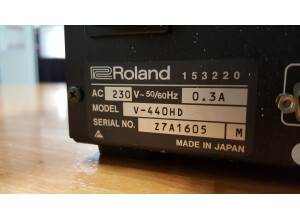 Roland 153220
AC 230 V~50/60Hz 0.3A
MODEL V-440HD
SERIAL NO. Z7A1605 M
MADE IN JAPAN